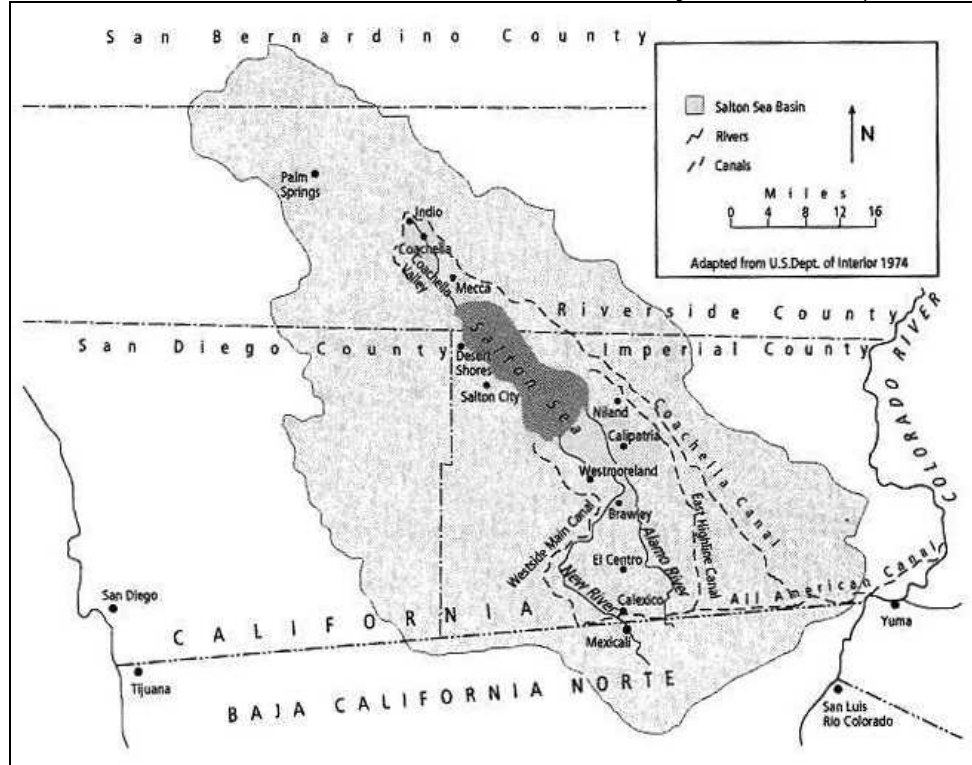 San Bernardino County
Salton Sea Basin
Rivers
Canals
N
Miles
0 4 8 12 16
Adapted from U.S.Dept. of Interior 1974
Palm
Springs
Indio
Coachella
Coachella
Valley
Mecca
Riverside County
San Diego County
Imperial County
Salton Sea
Desert
Shores
Salton City
Niland
Calipatria
Coachella Canal
COLORADO RIVER
Westmoreland
Brawley
Westside Main Canal
East Highline Canal
Alamo River
El Centro
New River
Calexico
All American Canal
San Diego
CALIFORNIA
Mexicali
Yuma
Tijuana
BAJA CALIFORNIA NORTE
San Luis
Rio Colorado